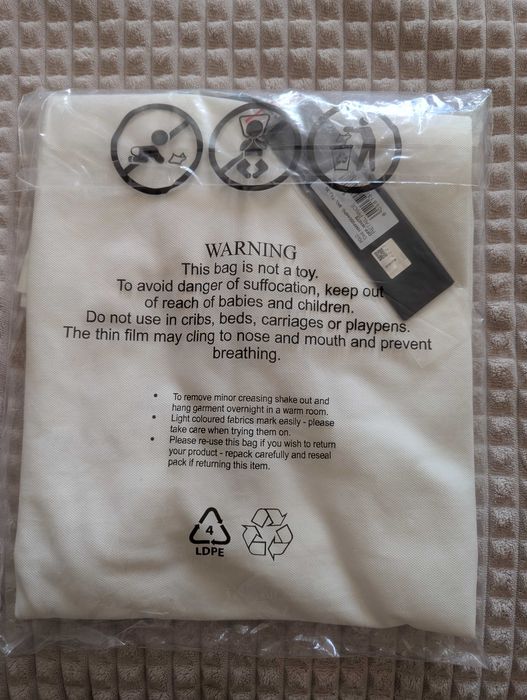 WARNING
This bag is not a toy.
To avoid danger of suffocation, keep out
of reach of babies and children.
Do not use in cribs, beds, carriages or playpens.
The thin film may cling to nose and mouth and prevent
breathing.
• To remove minor creasing shake out and
hang garment overnight in a warm room.
• Light coloured fabrics mark easily - please
take care when trying them on.
• Please re-use this bag if you wish to return
your product - repack carefully and reseal
pack if returning this item.
4
LDPE